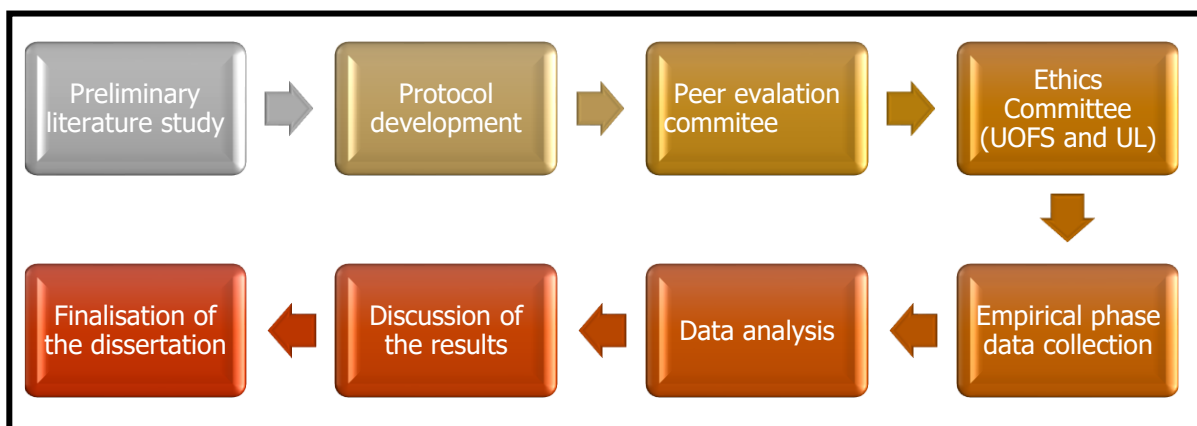 Preliminary
literature study
Protocol
development
Peer evalation
commitee
Ethics
Committee
(UOFS and UL)
Empirical phase
data collection
Data analysis
Discussion of
the results
Finalisation of
the dissertation